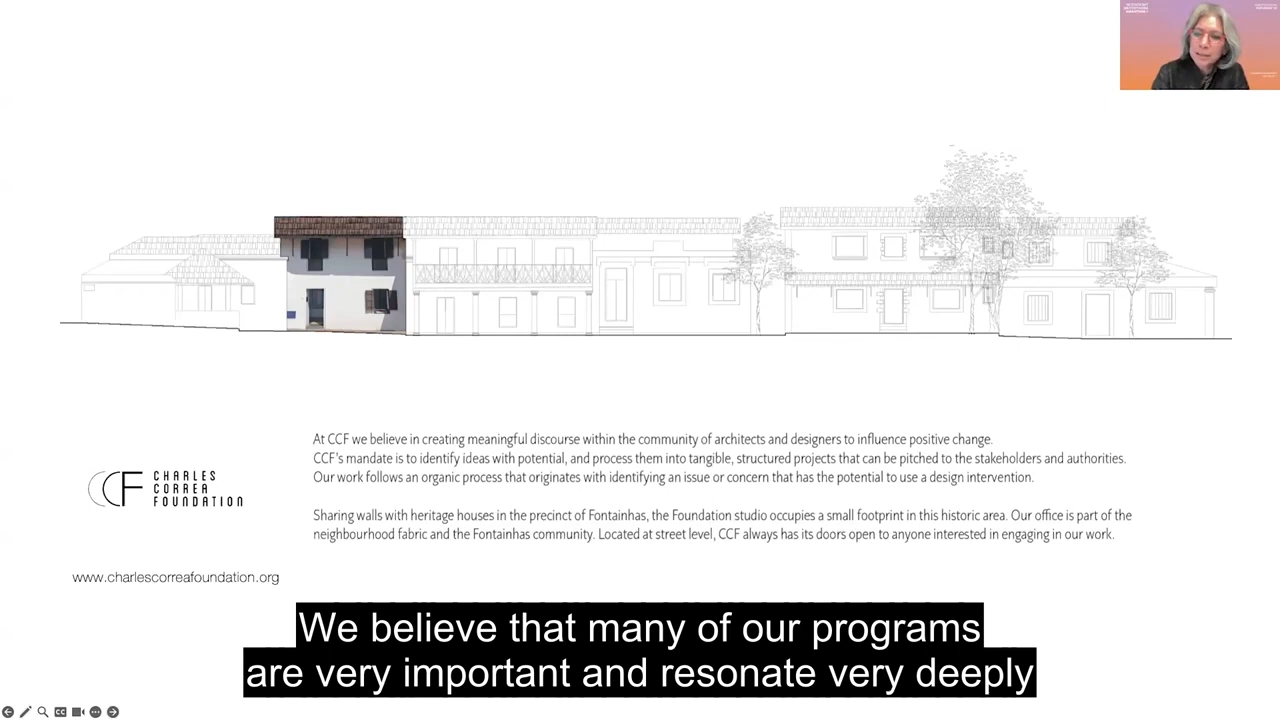 At CCF we believe in creating meaningful discourse within the community of architects and designers to influence positive change.
CCF's mandate is to identify ideas with potential, and process them into tangible, structured projects that can be pitched to the stakeholders and authorities.
Our work follows an organic process that originates with identifying an issue or concern that has the potential to use a design intervention.
Sharing walls with heritage houses in the precinct of Fontainhas, the Foundation studio occupies a small footprint in this historic area. Our office is part of the
neighbourhood fabric and the Fontainhas community. Located at street level, CCF always has its doors open to anyone interested in engaging in our work.
CCF
CHARLES
CORREA
FOUNDATION
www.charlescorreafoundation.org
We believe that many of our programs
are very important and resonate very deeply
CC